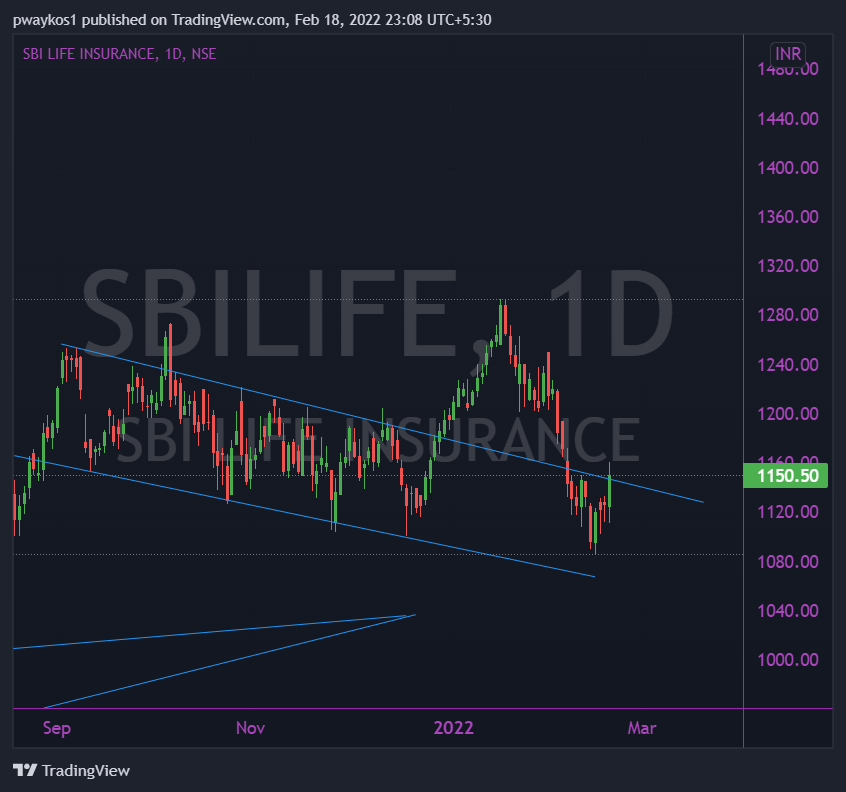 pwaykos1 published on TradingView.com, Feb 18, 2022 23:08 UTC+5:30
SBI LIFE INSURANCE, 1D, NSE
INR
1480.00
1440.00
1400.00
1360.00
1320.00
SBILIFE, 1D
1280.00
1240.00
1200.00
SBI LIFE INSURANCE
1160.00
1150.50
1120.00
1080.00
1040.00
1000.00
Sep Nov 2022 Mar
TradingView